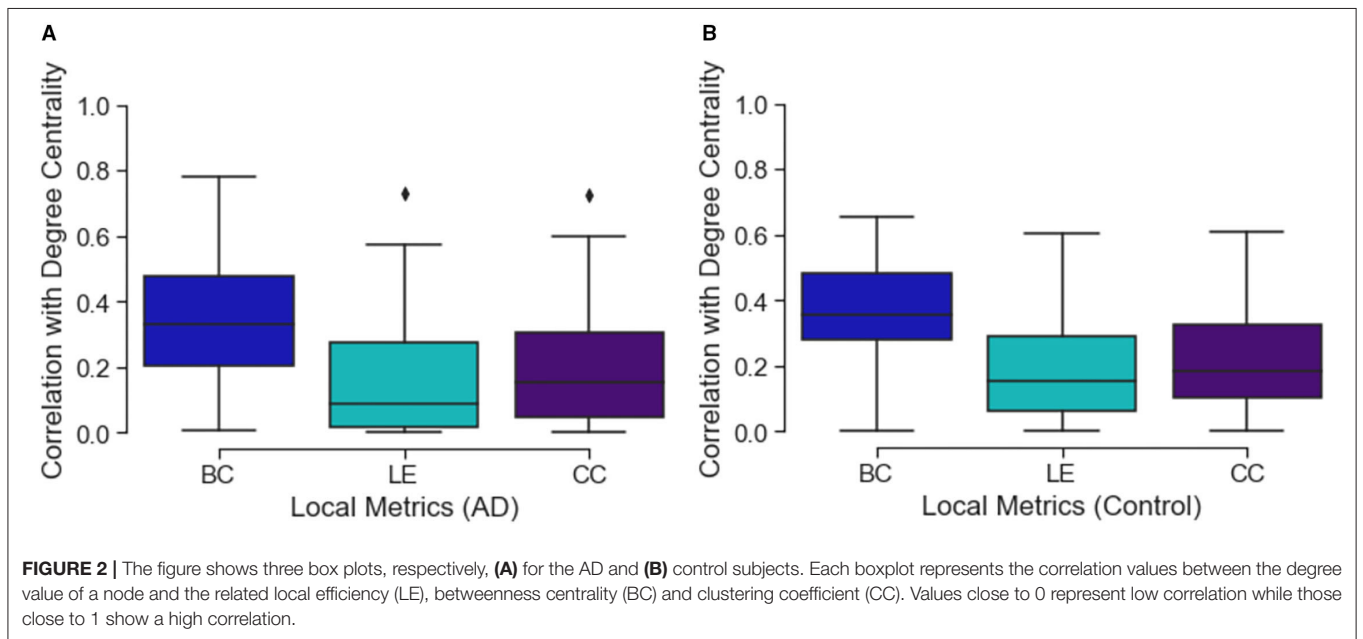 A
Correlation with Degree Centrality
1.0
0.8
0.6
0.4
0.2
0.0
BC LE CC
Local Metrics (AD)
B
Correlation with Degree Centrality
1.0
0.8
0.6
0.4
0.2
0.0
BC LE CC
Local Metrics (Control)
FIGURE 2 | The figure shows three box plots, respectively, (A) for the AD and (B) control subjects. Each boxplot represents the correlation values between the degree
value of a node and the related local efficiency (LE), betweenness centrality (BC) and clustering coefficient (CC). Values close to 0 represent low correlation while those
close to 1 show a high correlation.